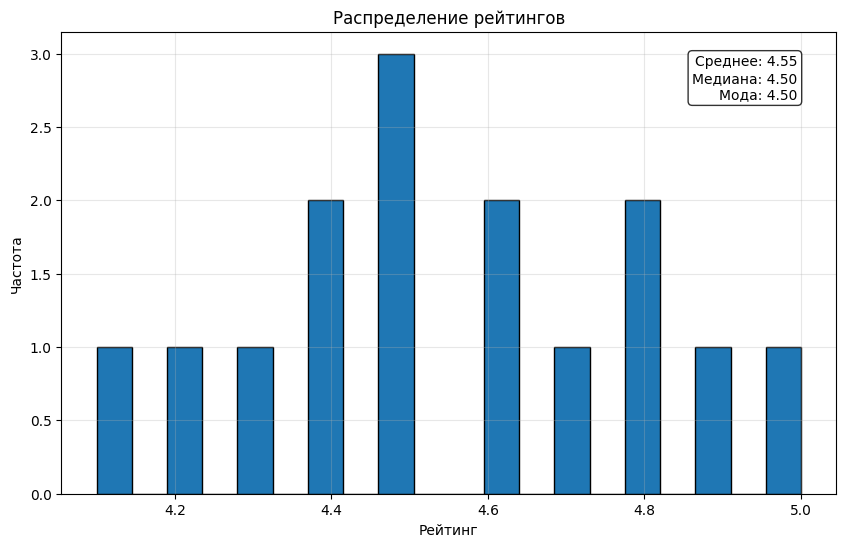 Распределение рейтингов
Среднее: 4.55
Медиана: 4.50
Мода: 4.50
Частота
3.0
2.5
2.0
1.5
1.0
0.5
0.0
4.2 4.4 4.6 4.8 5.0
Рейтинг